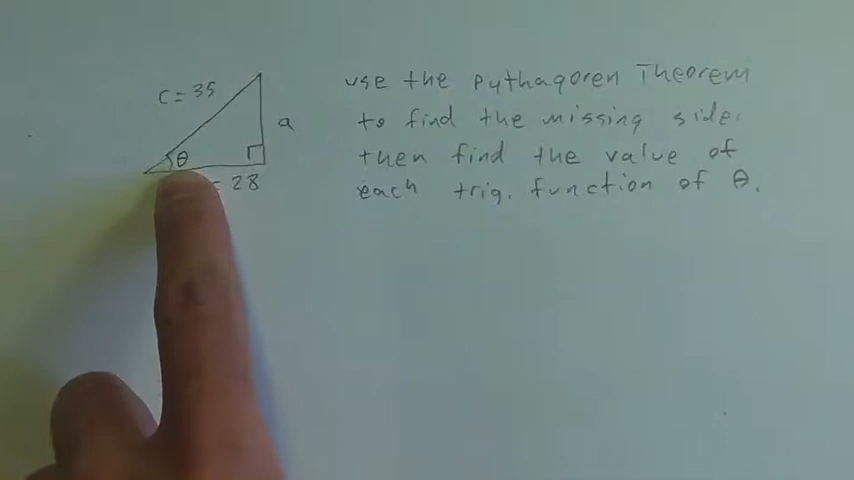 c = 35
a
θ
= 28
use the pythagoren Theorem
to find the missing side.
then find the value of
each trig. function of θ.